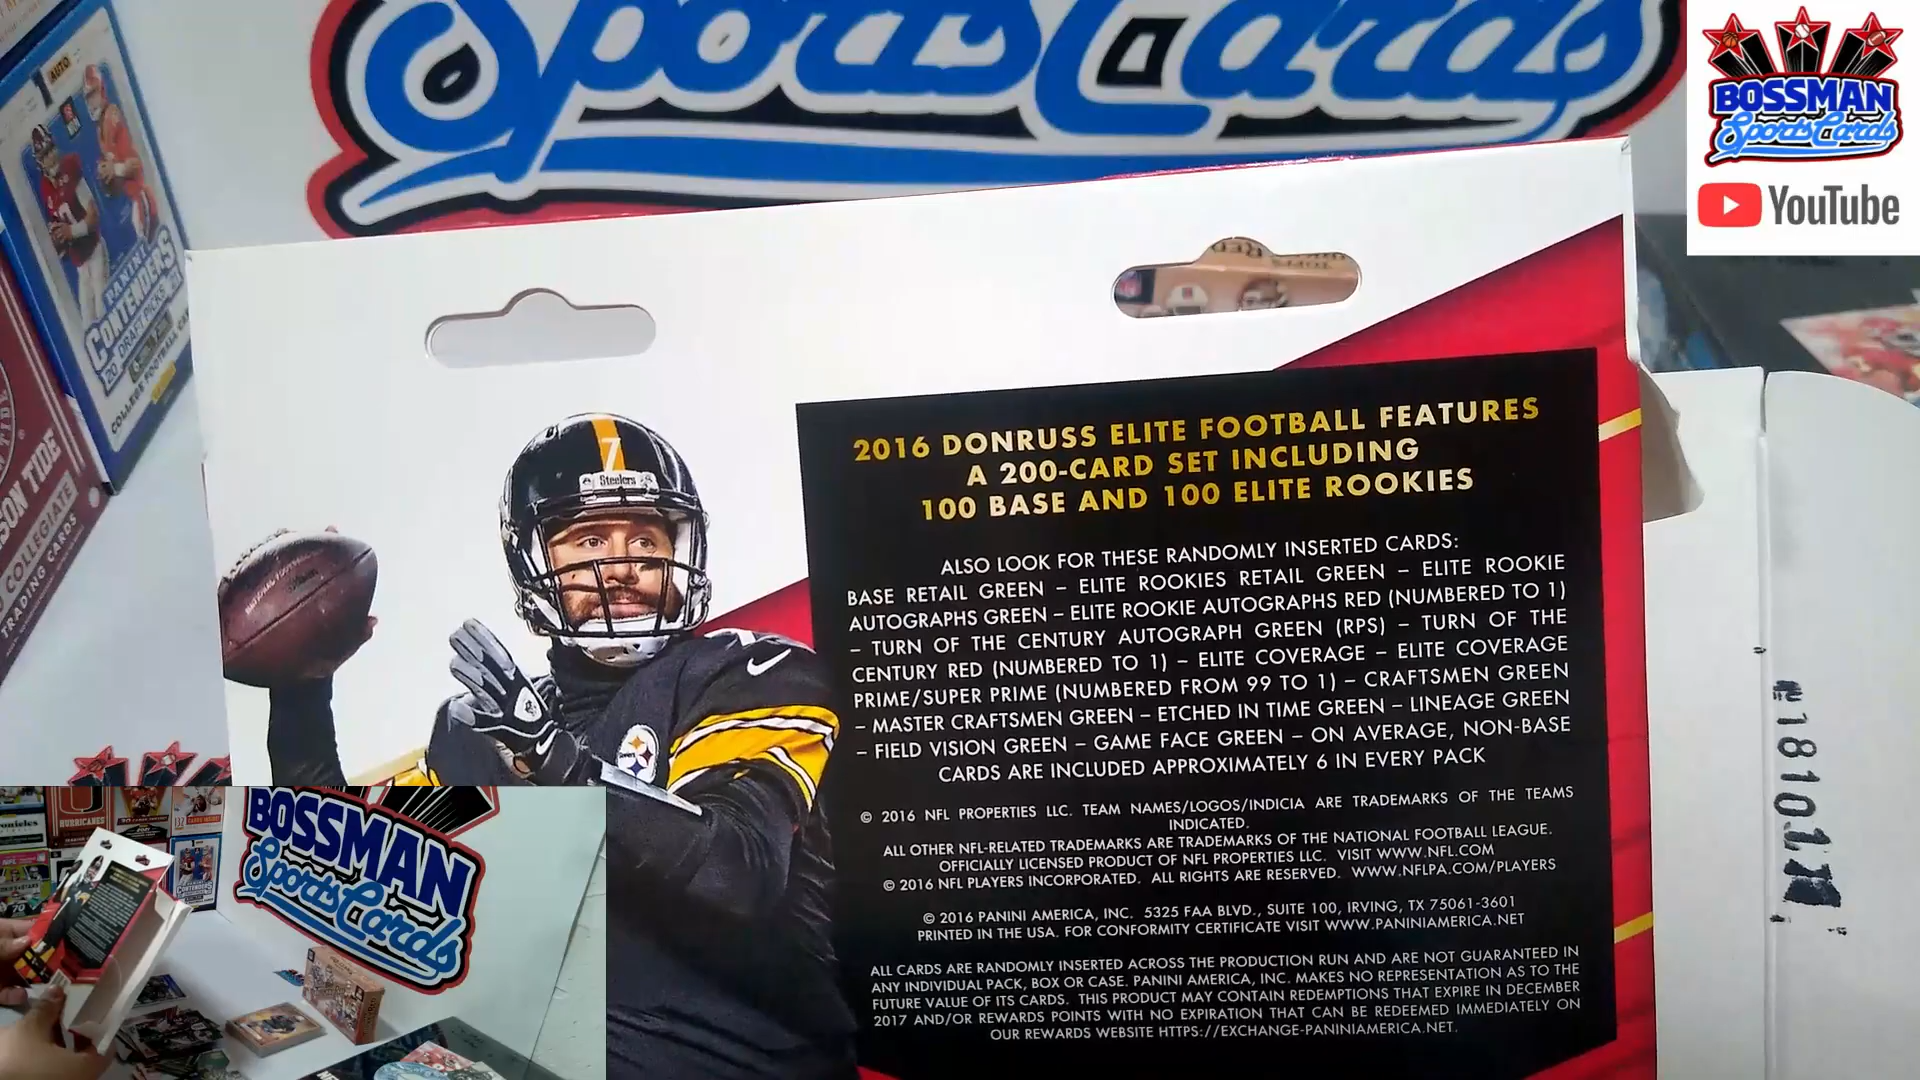 SportsCards
BOSSMAN
SportsCards
YouTube
AUTO
PANINI
CONTENDERS
DRAFT PICKS
COLLEGE FOOTBALL
COLLEGIATE
TRADING CARDS
7
Steelers
2016 DONRUSS ELITE FOOTBALL FEATURES
A 200-CARD SET INCLUDING
100 BASE AND 100 ELITE ROOKIES
ALSO LOOK FOR THESE RANDOMLY INSERTED CARDS:
BASE RETAIL GREEN – ELITE ROOKIES RETAIL GREEN – ELITE ROOKIE
AUTOGRAPHS GREEN – ELITE ROOKIE AUTOGRAPHS RED (NUMBERED TO 1)
– TURN OF THE CENTURY AUTOGRAPH GREEN (RPS) – TURN OF THE
CENTURY RED (NUMBERED TO 1) – ELITE COVERAGE – ELITE COVERAGE
PRIME/SUPER PRIME (NUMBERED FROM 99 TO 1) – CRAFTSMEN GREEN
– MASTER CRAFTSMEN GREEN – ETCHED IN TIME GREEN – LINEAGE GREEN
– FIELD VISION GREEN – GAME FACE GREEN – ON AVERAGE, NON-BASE
CARDS ARE INCLUDED APPROXIMATELY 6 IN EVERY PACK
© 2016 NFL PROPERTIES LLC. TEAM NAMES/LOGOS/INDICIA ARE TRADEMARKS OF THE TEAMS
INDICATED.
ALL OTHER NFL-RELATED TRADEMARKS ARE TRADEMARKS OF THE NATIONAL FOOTBALL LEAGUE.
OFFICIALLY LICENSED PRODUCT OF NFL PROPERTIES LLC. VISIT WWW.NFL.COM
© 2016 NFL PLAYERS INCORPORATED. ALL RIGHTS ARE RESERVED. WWW.NFLPA.COM/PLAYERS
© 2016 PANINI AMERICA, INC. 5325 FAA BLVD., SUITE 100, IRVING, TX 75061-3601
PRINTED IN THE USA. FOR CONFORMITY CERTIFICATE VISIT WWW.PANINIAMERICA.NET
ALL CARDS ARE RANDOMLY INSERTED ACROSS THE PRODUCTION RUN AND ARE NOT GUARANTEED IN
ANY INDIVIDUAL PACK, BOX OR CASE. PANINI AMERICA, INC. MAKES NO REPRESENTATION AS TO THE
FUTURE VALUE OF ITS CARDS. THIS PRODUCT MAY CONTAIN REDEMPTIONS THAT EXPIRE IN DECEMBER
2017 AND/OR REWARDS POINTS WITH NO EXPIRATION THAT CAN BE REDEEMED IMMEDIATELY ON
OUR REWARDS WEBSITE HTTPS://EXCHANGE-PANINIAMERICA.NET.
BOSSMAN
SportsCards
HURRICANES